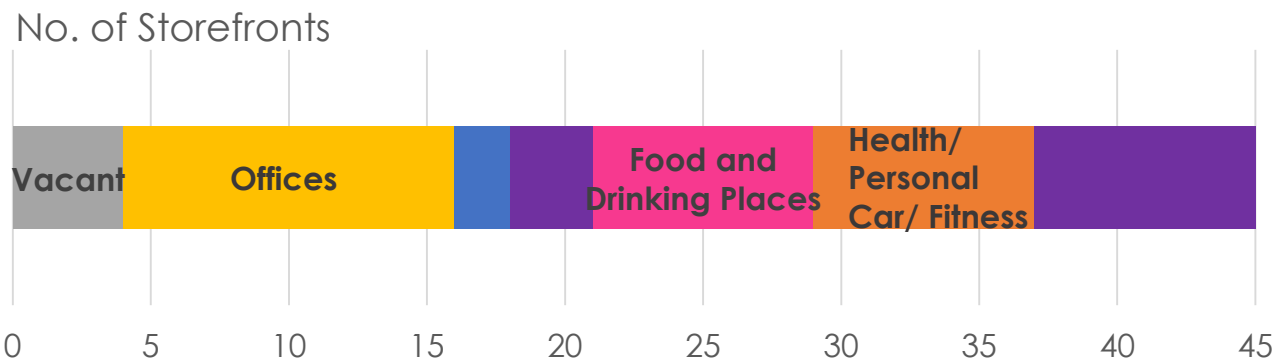 No. of Storefronts
Vacant
Offices
Food and
Drinking Places
Health/
Personal
Car/ Fitness
0 5 10 15 20 25 30 35 40 45